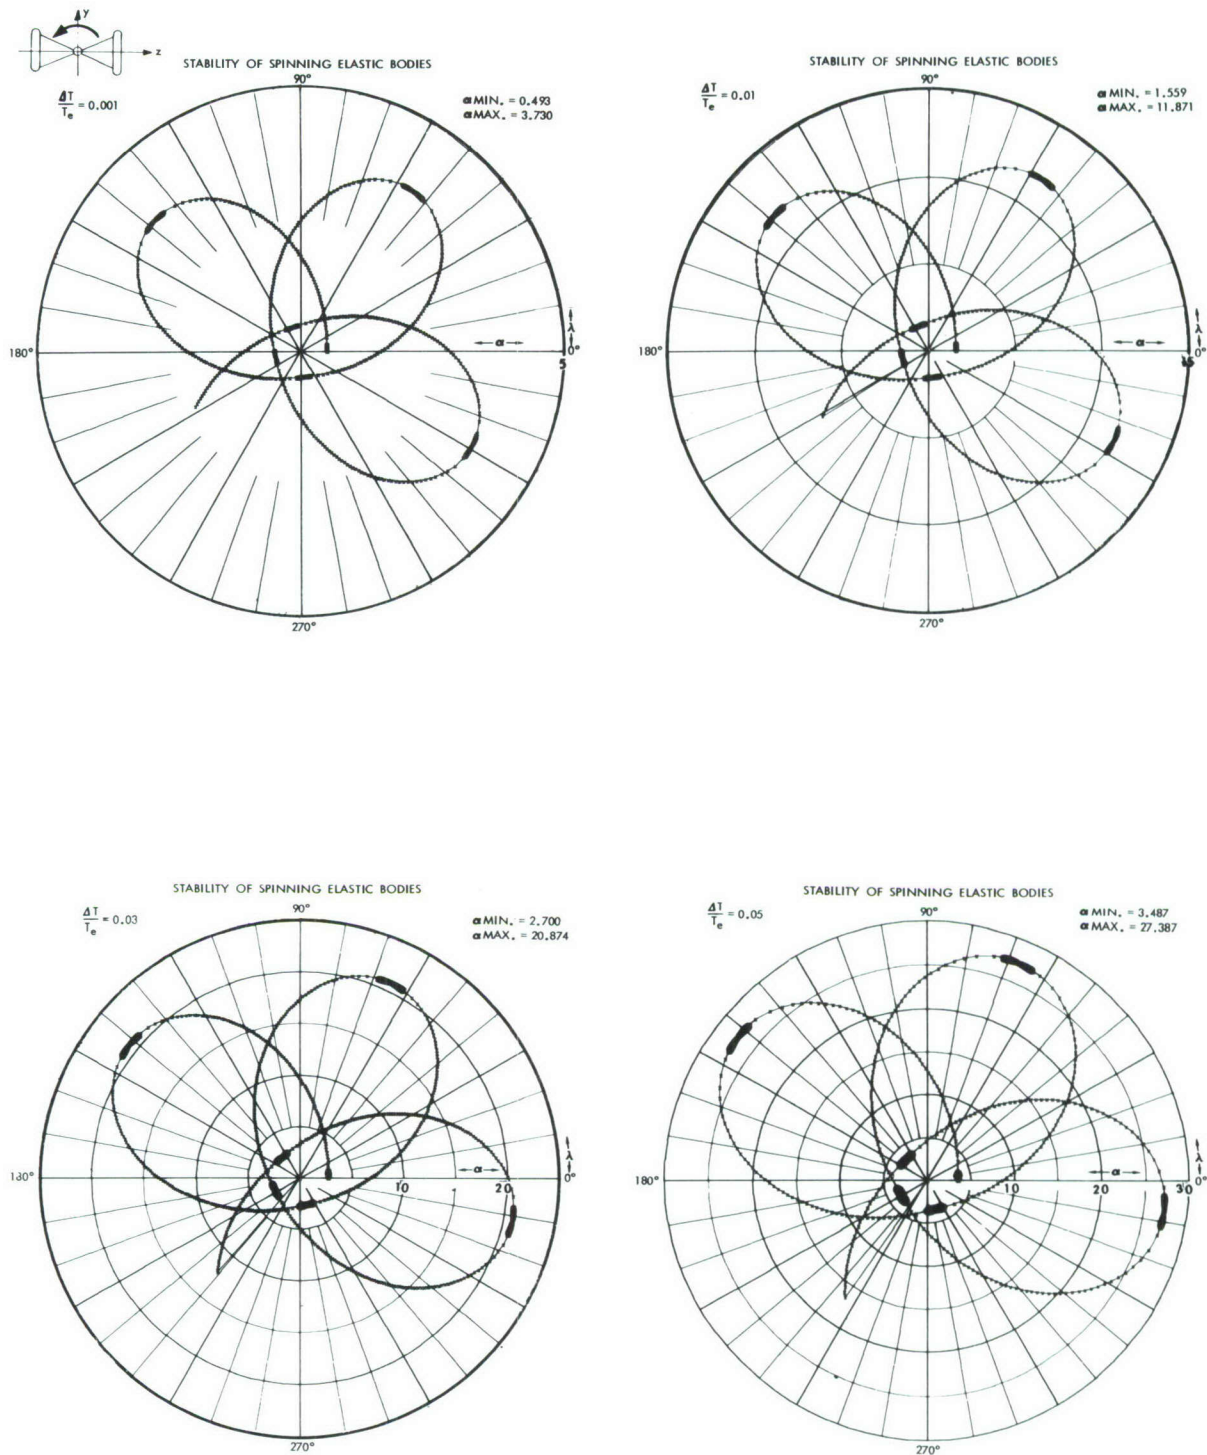 y
z
STABILITY OF SPINNING ELASTIC BODIES
90°
ΔT
Te = 0.001
α MIN. = 0.493
α MAX. = 3.730
180°
α
λ
0°
5
270°
STABILITY OF SPINNING ELASTIC BODIES
90°
ΔT
Te = 0.01
α MIN. = 1.559
α MAX. = 11.871
180°
α
λ
0°
15
270°
STABILITY OF SPINNING ELASTIC BODIES
90°
ΔT
Te = 0.03
α MIN. = 2.700
α MAX. = 20.874
130°
10
20
α
λ
0°
270°
STABILITY OF SPINNING ELASTIC BODIES
90°
ΔT
Te = 0.05
α MIN. = 3.487
α MAX. = 27.387
180°
10
20
30
α
λ
0°
270°